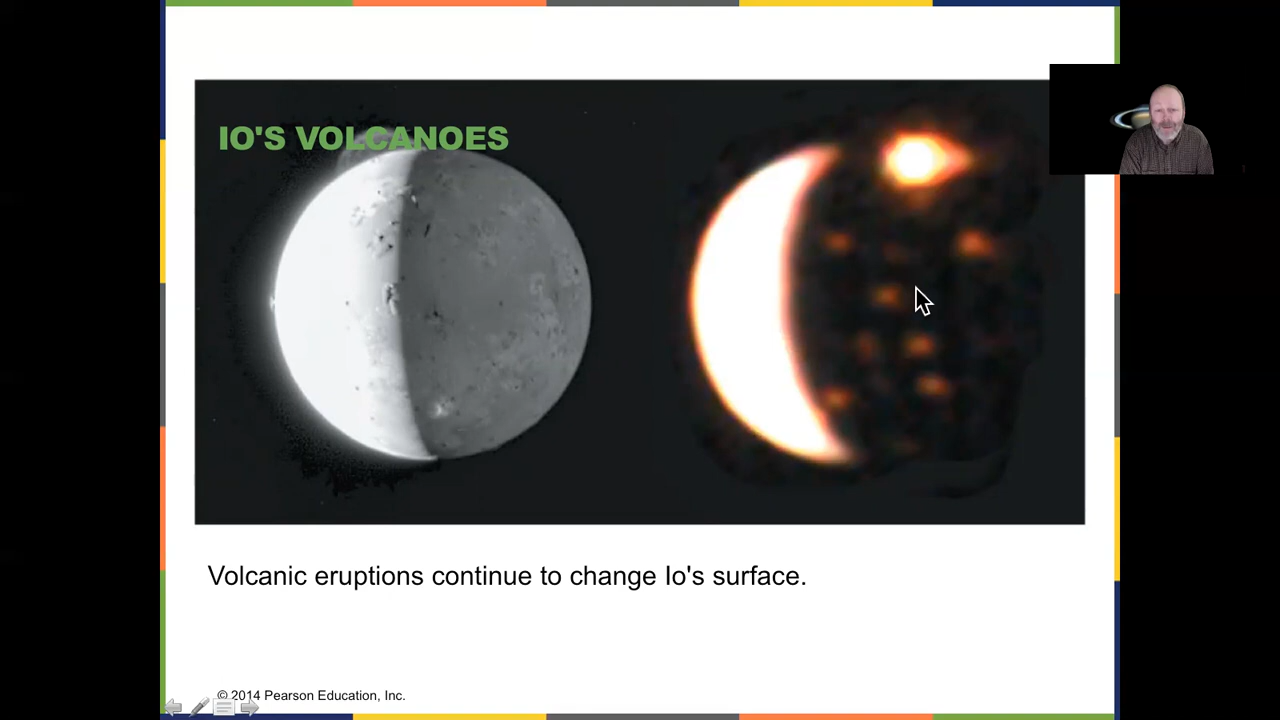 IO'S VOLCANOES
Volcanic eruptions continue to change Io's surface.
© 2014 Pearson Education, Inc.